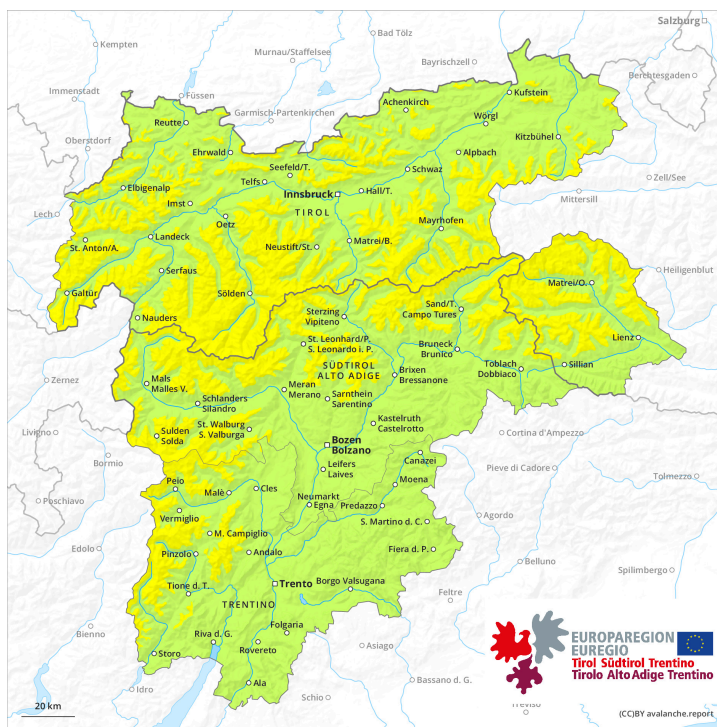 Salzburg
Kempten
Bad Tölz
Murnau/Staffelsee
Bayrischzell
Berchtesgaden
Immenstadt
Füssen
Achenkirch
Kufstein
Garmisch-Partenkirchen
Wörgl
Reutte
Oberstdorf
Kitzbühel
Ehrwald
Alpbach
Seefeld/T.
Schwaz
Telfs
Zell/See
Elbigenalp
Innsbruck
Hall/T.
Mittersill
Imst
TIROL
Lech
Oetz
Mayrhofen
St. Anton/A.
Landeck
Neustift/St.
Matrei/B.
Serfaus
Heiligenblut
Galtür
Sölden
Matrei/O.
Sand/T.
Campo Tures
Nauders
Sterzing
Vipiteno
Lienz
St. Leonhard/P.
S. Leonardo i. P.
Bruneck
Brunico
Toblach
Dobbiaco
Sillian
SÜDTIROL
ALTO ADIGE
Brixen
Bressanone
Zernez
Mals
Malles V.
Meran
Merano
Schlanders
Silandro
Sarnthein
Sarentino
St. Walburg
S. Valburga
Kastelruth
Castelrotto
Livigno
Sulden
Solda
Bozen
Bolzano
Cortina d'Ampezzo
Bormio
Canazei
Leifers
Laives
Pieve di Cadore
Tolmezzo
Peio
Moena
Malè
Cles
Neumarkt
Egna
Predazzo
Poschiavo
Vermiglio
Agordo
S. Martino d. C.
M. Campiglio
Edolo
Pinzolo
Andalo
Fiera d. P.
Belluno
Spilimbergo
Tione d. T.
Trento
Borgo Valsugana
Feltre
TRENTINO
Bienno
Folgaria
Riva d. G.
Rovereto
Asiago
Storo
Ala
Idro
Schio
Bassano d. G.
Treviso
EUROPAREGION
EUREGIO
Tirol Südtirol Trentino
Tirolo Alto Adige Trentino
20 km
(CC)BY avalanche.report